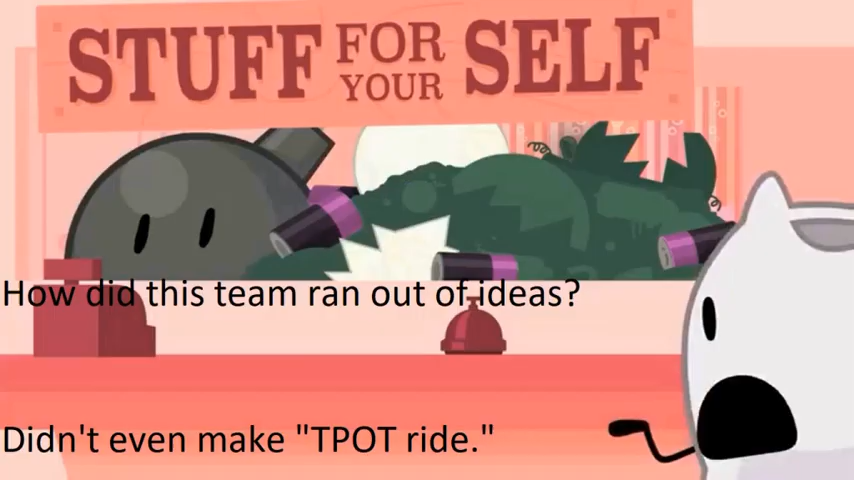 STUFF FOR YOUR SELF
How did this team ran out of ideas?
Didn't even make "TPOT ride."